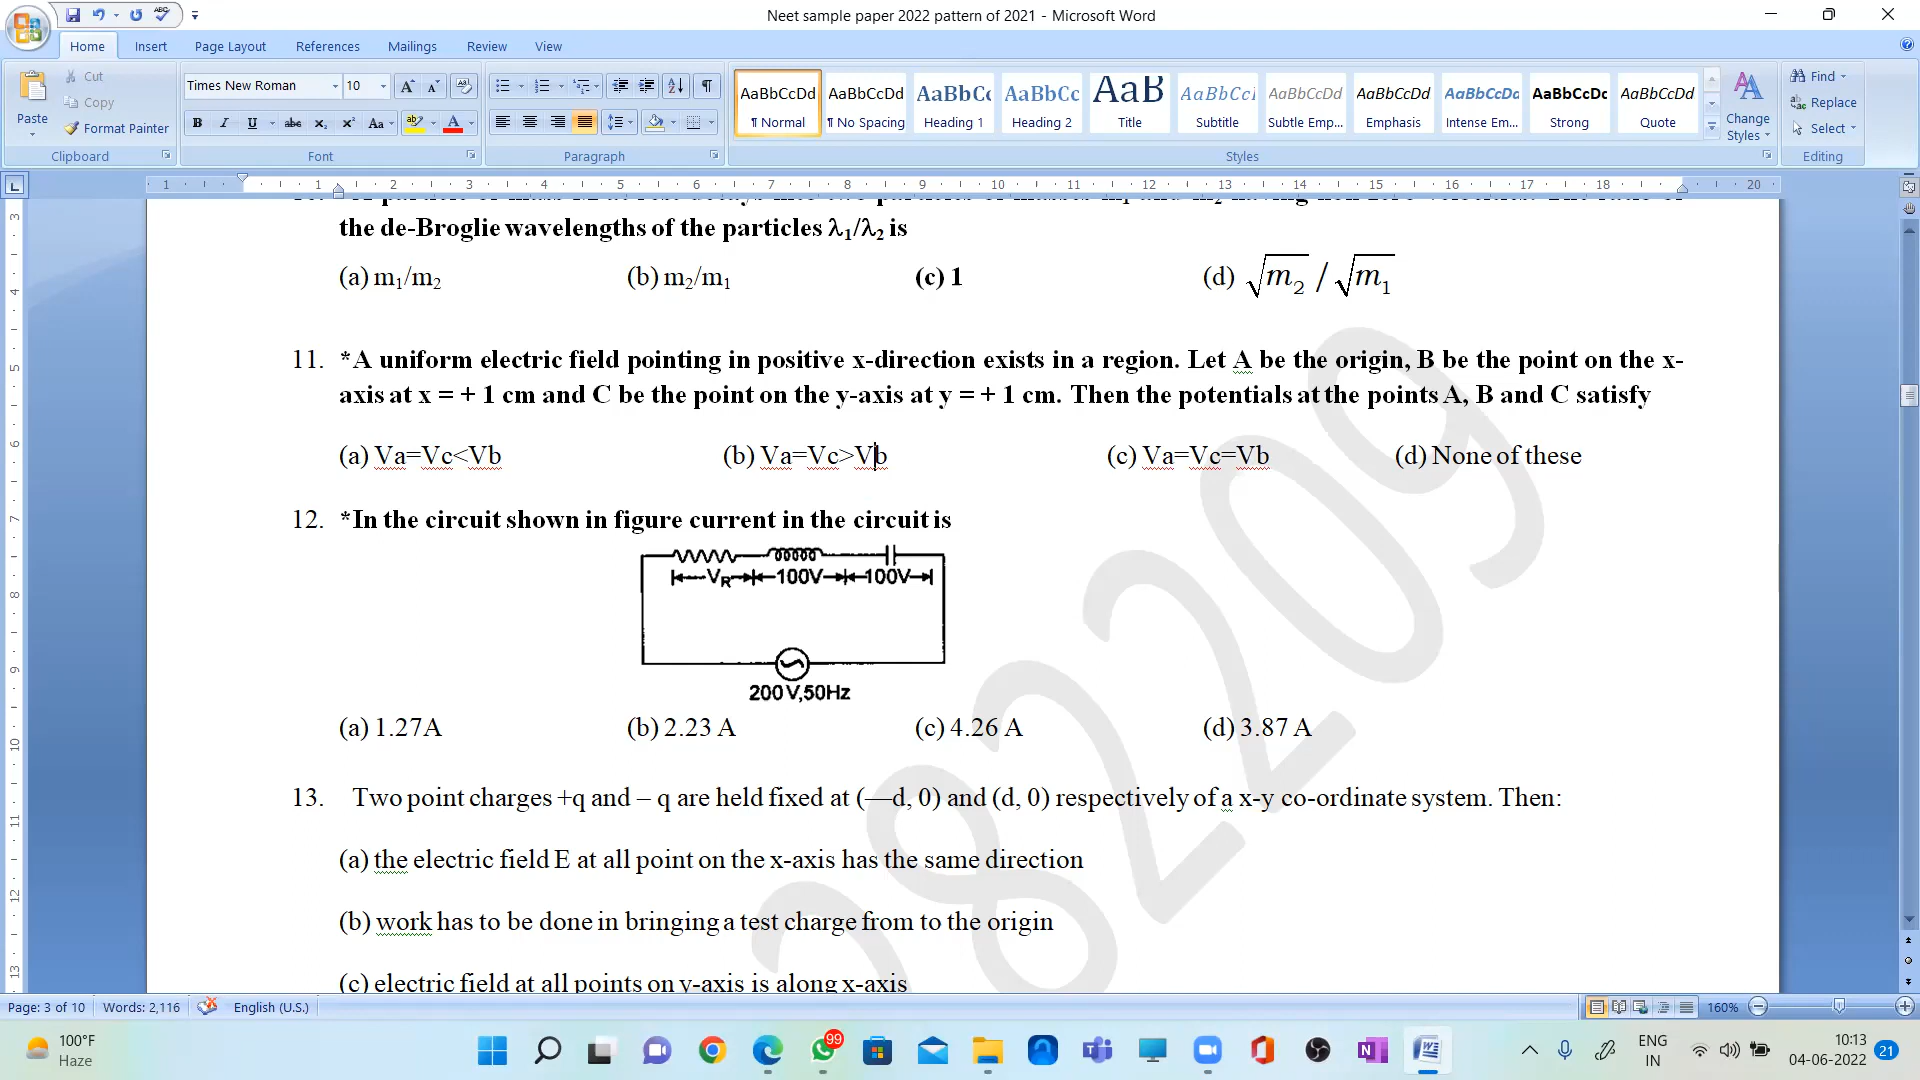 Neet sample paper 2022 pattern of 2021 - Microsoft Word
Home Insert Page Layout References Mailings Review View
Paste
Cut
Copy
Format Painter
Clipboard
Times New Roman 10
B I U abc x₂ x² Aa
Font
Paragraph
AaBbCcDd AaBbCcDd AaBbCc AaBbCc AaB AaBbCcl AaBbCcDd AaBbCcDd AaBbCcDd AaBbCcDd AaBbCcDd
¶ Normal ¶ No Spacing Heading 1 Heading 2 Title Subtitle Subtle Emp... Emphasis Intense Em... Strong Quote
Styles
Change Styles
Find
Replace
Select
Editing
the de-Broglie wavelengths of the particles λ₁/λ₂ is
(a) m₁/m₂ (b) m₂/m₁ (c) 1 (d) √m₂ / √m₁
11. *A uniform electric field pointing in positive x-direction exists in a region. Let A be the origin, B be the point on the x-
axis at x = + 1 cm and C be the point on the y-axis at y = + 1 cm. Then the potentials at the points A, B and C satisfy
(a) Va=Vc<Vb (b) Va=Vc>Vb (c) Va=Vc=Vb (d) None of these
12. *In the circuit shown in figure current in the circuit is
V_R 100V 100V
200V,50Hz
(a) 1.27A (b) 2.23 A (c) 4.26 A (d) 3.87 A
13. Two point charges +q and – q are held fixed at (—d, 0) and (d, 0) respectively of a x-y co-ordinate system. Then:
(a) the electric field E at all point on the x-axis has the same direction
(b) work has to be done in bringing a test charge from to the origin
(c) electric field at all points on y-axis is along x-axis
Page: 3 of 10 Words: 2,116 English (U.S.) 160%
100°F
Haze
99
ENG
IN
10:13
04-06-2022
21